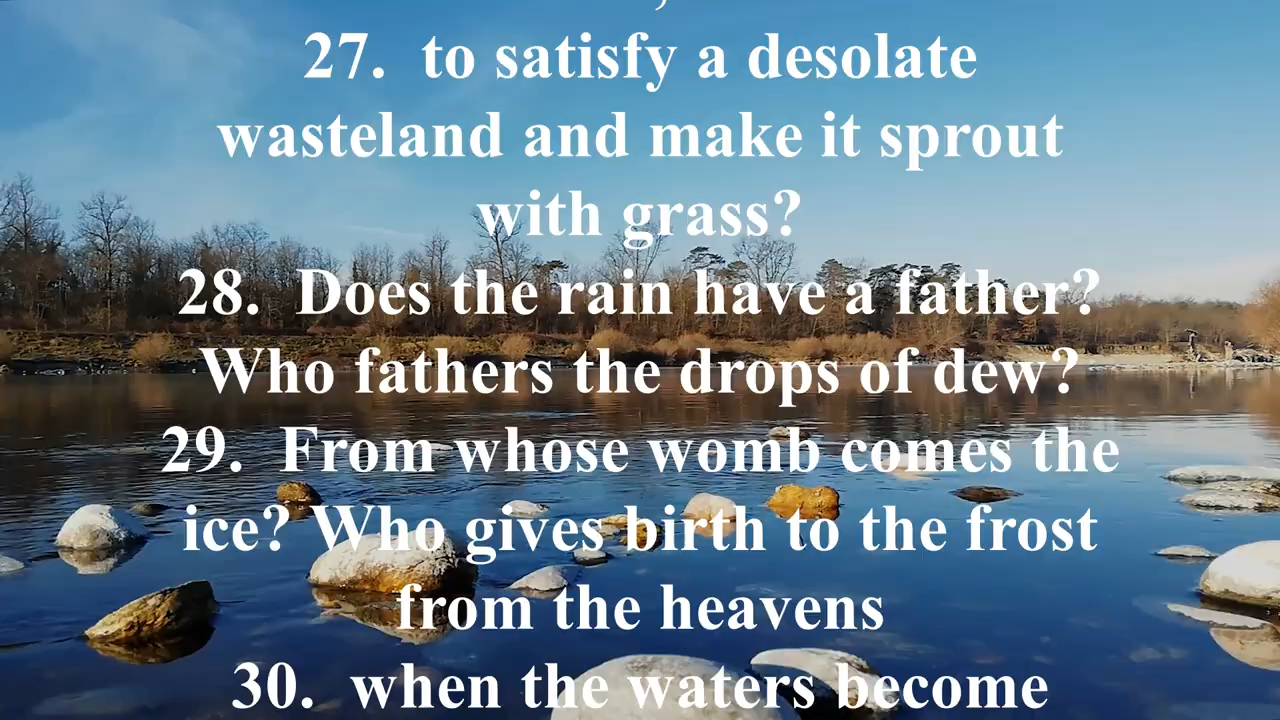 27. to satisfy a desolate
wasteland and make it sprout
with grass?
28. Does the rain have a father?
Who fathers the drops of dew?
29. From whose womb comes the
ice? Who gives birth to the frost
from the heavens
30. when the waters become